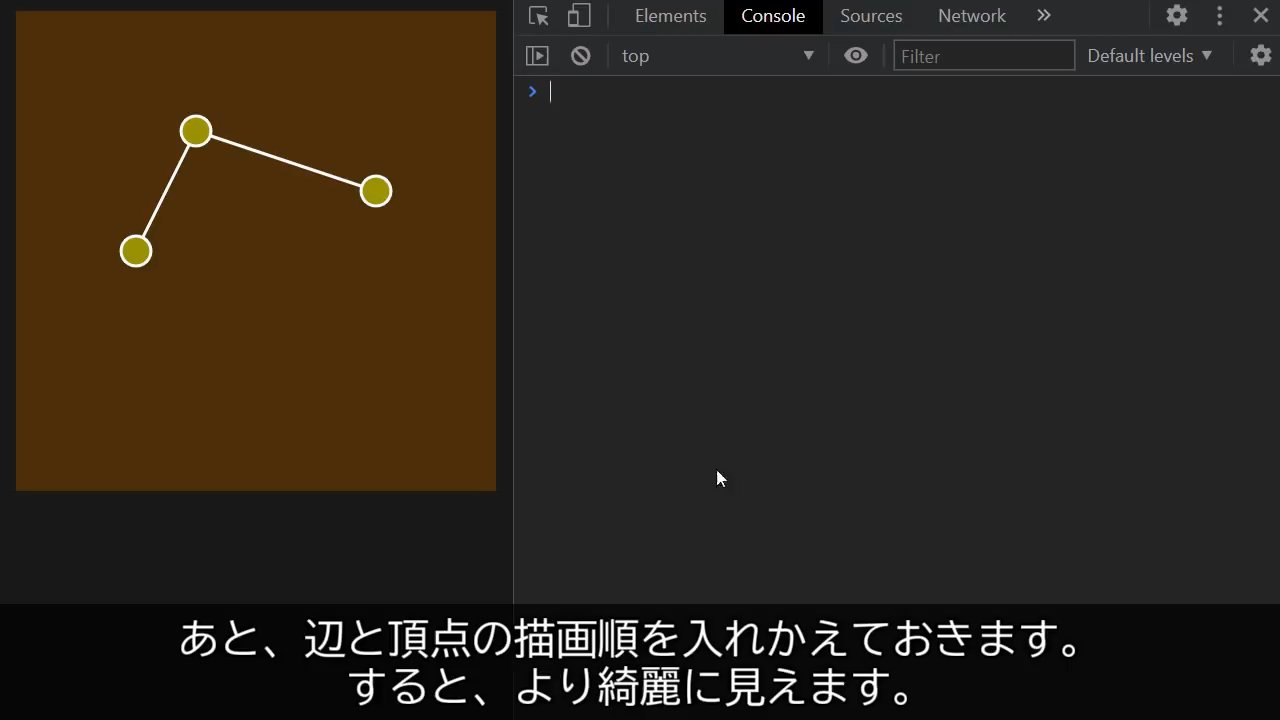 Elements Console Sources Network »
top ▼ Filter Default levels ▼
>
あと、辺と頂点の描画順を入れかえておきます。
すると、より綺麗に見えます。